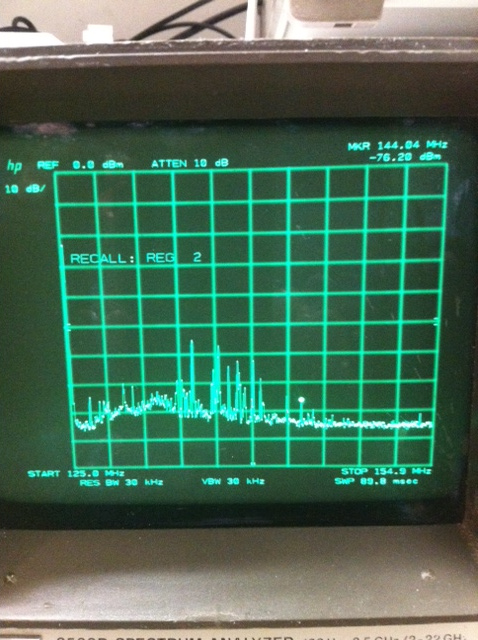 MKR 144.04 MHz
hp REF 0.0 dBm ATTEN 10 dB -76.20 dBm
10 dB/
RECALL: REG 2
START 125.0 MHz STOP 154.9 MHz
RES BW 30 kHz VBW 30 kHz SWP 89.8 msec
SPECTRUM ANALYZER